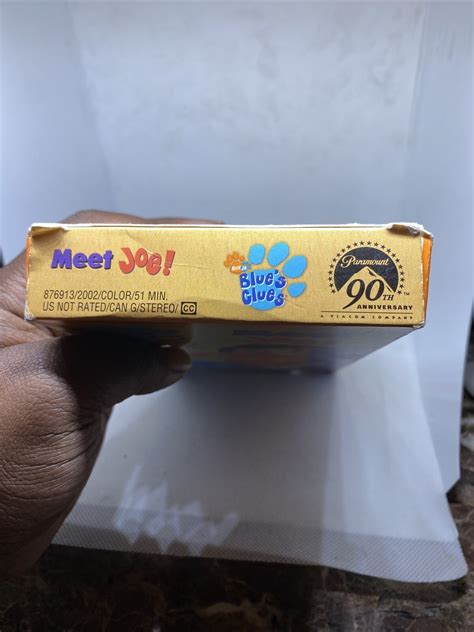 Meet JOE!
876913/2002/COLOR/51 MIN.
US NOT RATED/CAN G/STEREO/ CC
Blue's
Clues
Paramount
90TH
ANNIVERSARY
A VIACOM COMPANY